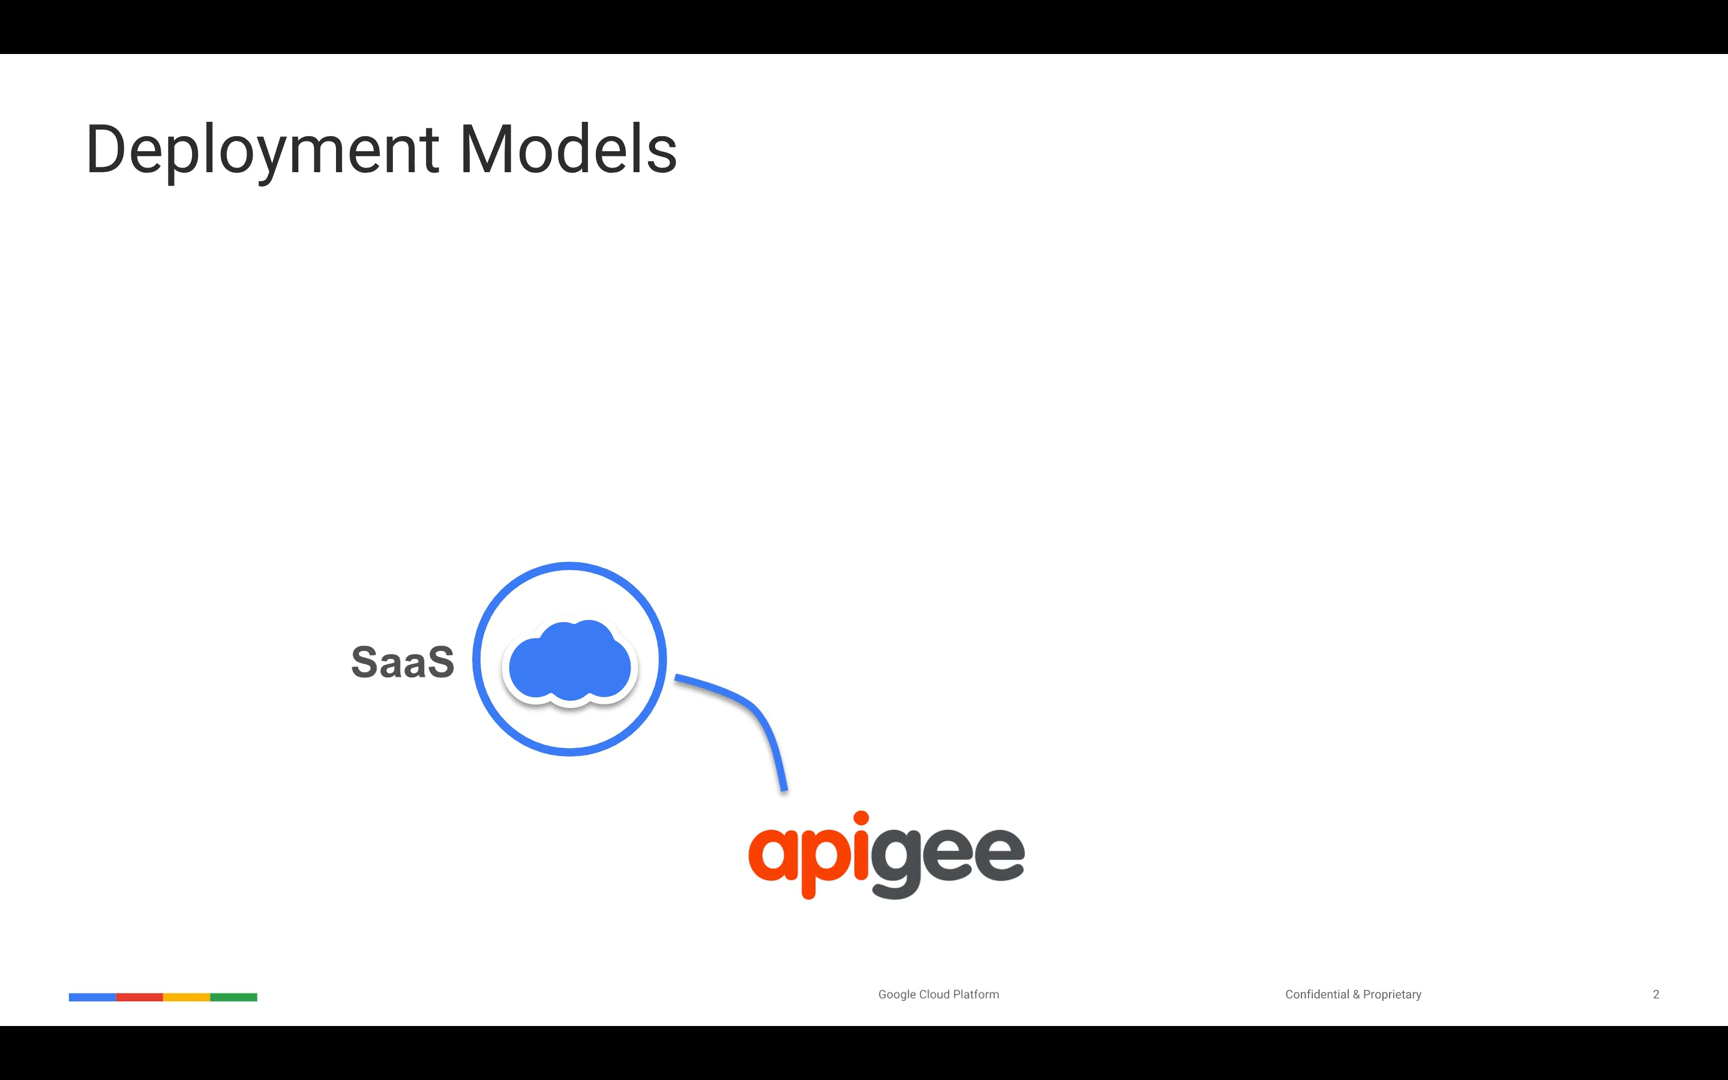 Deployment Models
SaaS
apigee
Google Cloud Platform
Confidential & Proprietary
2